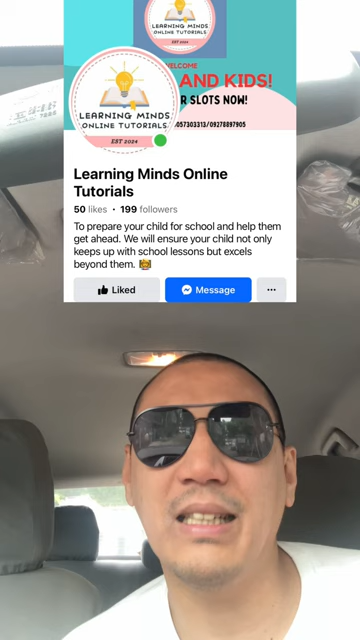 LEARNING MINDS
ONLINE TUTORIALS
EST 2024
WELCOME
AND KIDS!
R SLOTS NOW!
057303313/09278897905
LEARNING MINDS
ONLINE TUTORIALS
EST 2024
Learning Minds Online
Tutorials
50 likes • 199 followers
To prepare your child for school and help them
get ahead. We will ensure your child not only
keeps up with school lessons but excels
beyond them.
Liked
Message